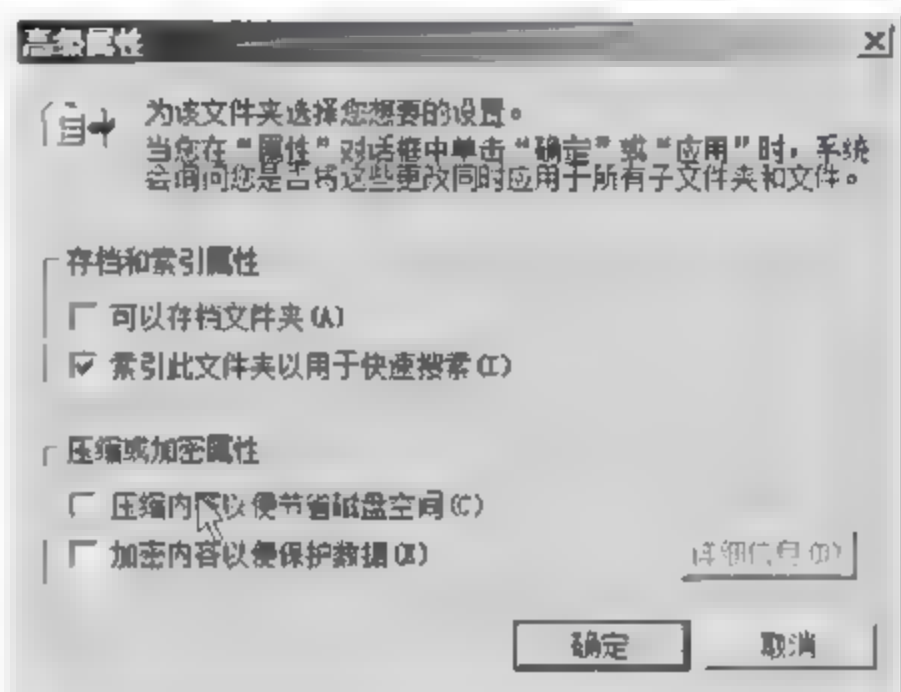 高级属性
为该文件夹选择您想要的设置。
当您在“属性”对话框中单击“确定”或“应用”时，系统
会询问您是否将这些更改同时应用于所有子文件夹和文件。
存档和索引属性
可以存档文件夹(A)
索引此文件夹以用于快速搜索(I)
压缩或加密属性
压缩内容以便节省磁盘空间(C)
加密内容以便保护数据(E)
详细信息(D)
确定
取消